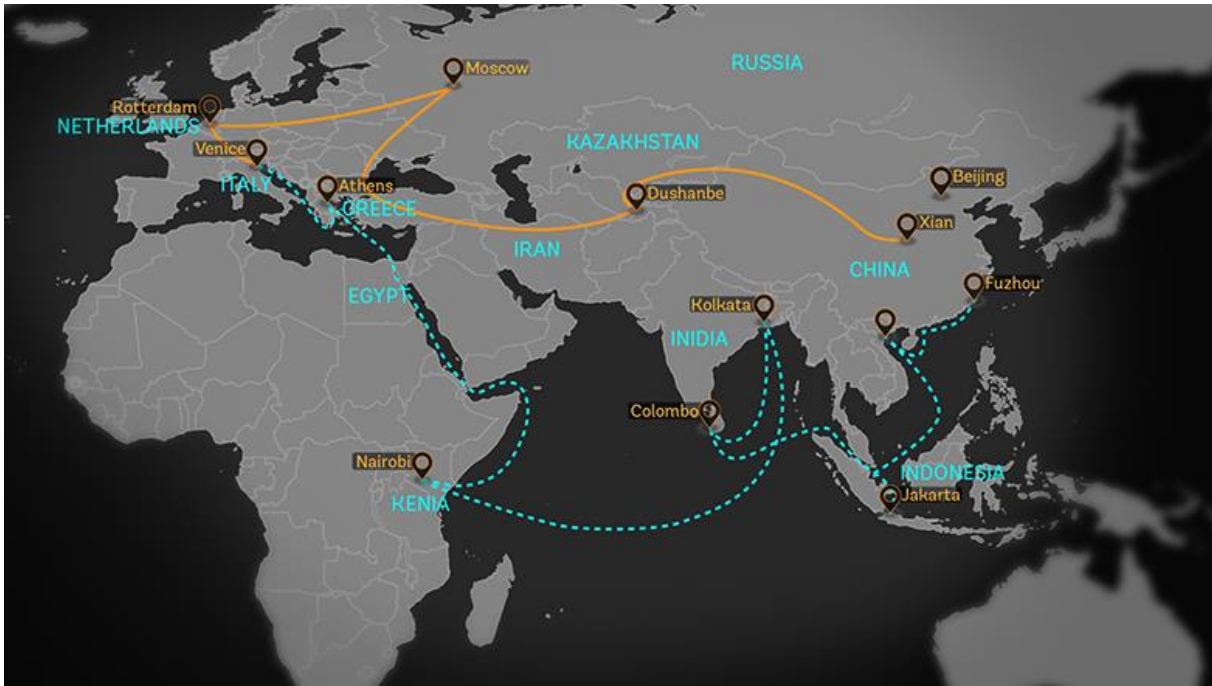 RUSSIA
Moscow
Rotterdam
NETHERLANDS
KAZAKHSTAN
Venice
ITALY
Athens
GREECE
Dushanbe
Beijing
Xian
IRAN
CHINA
Fuzhou
EGYPT
Kolkata
INIDIA
Colombo
Nairobi
KENIA
INDONESIA
Jakarta